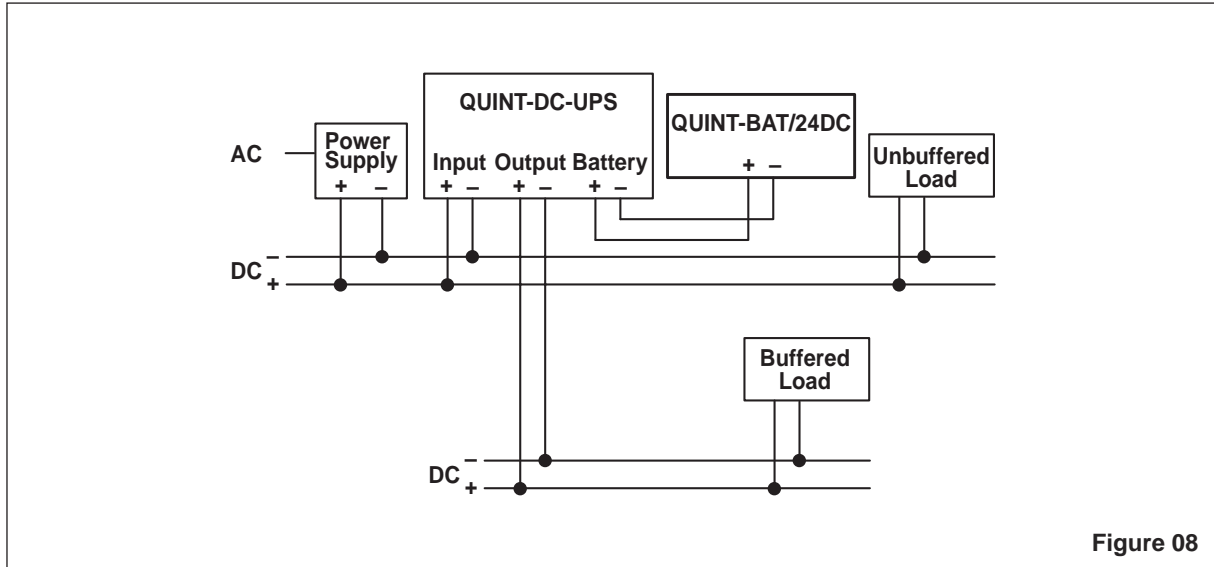 QUINT-DC-UPS
QUINT-BAT/24DC
AC
Power
Supply
+ –
Input Output Battery
+ – + – + –
+ –
Unbuffered
Load
DC
–
+
Buffered
Load
DC
–
+
Figure 08